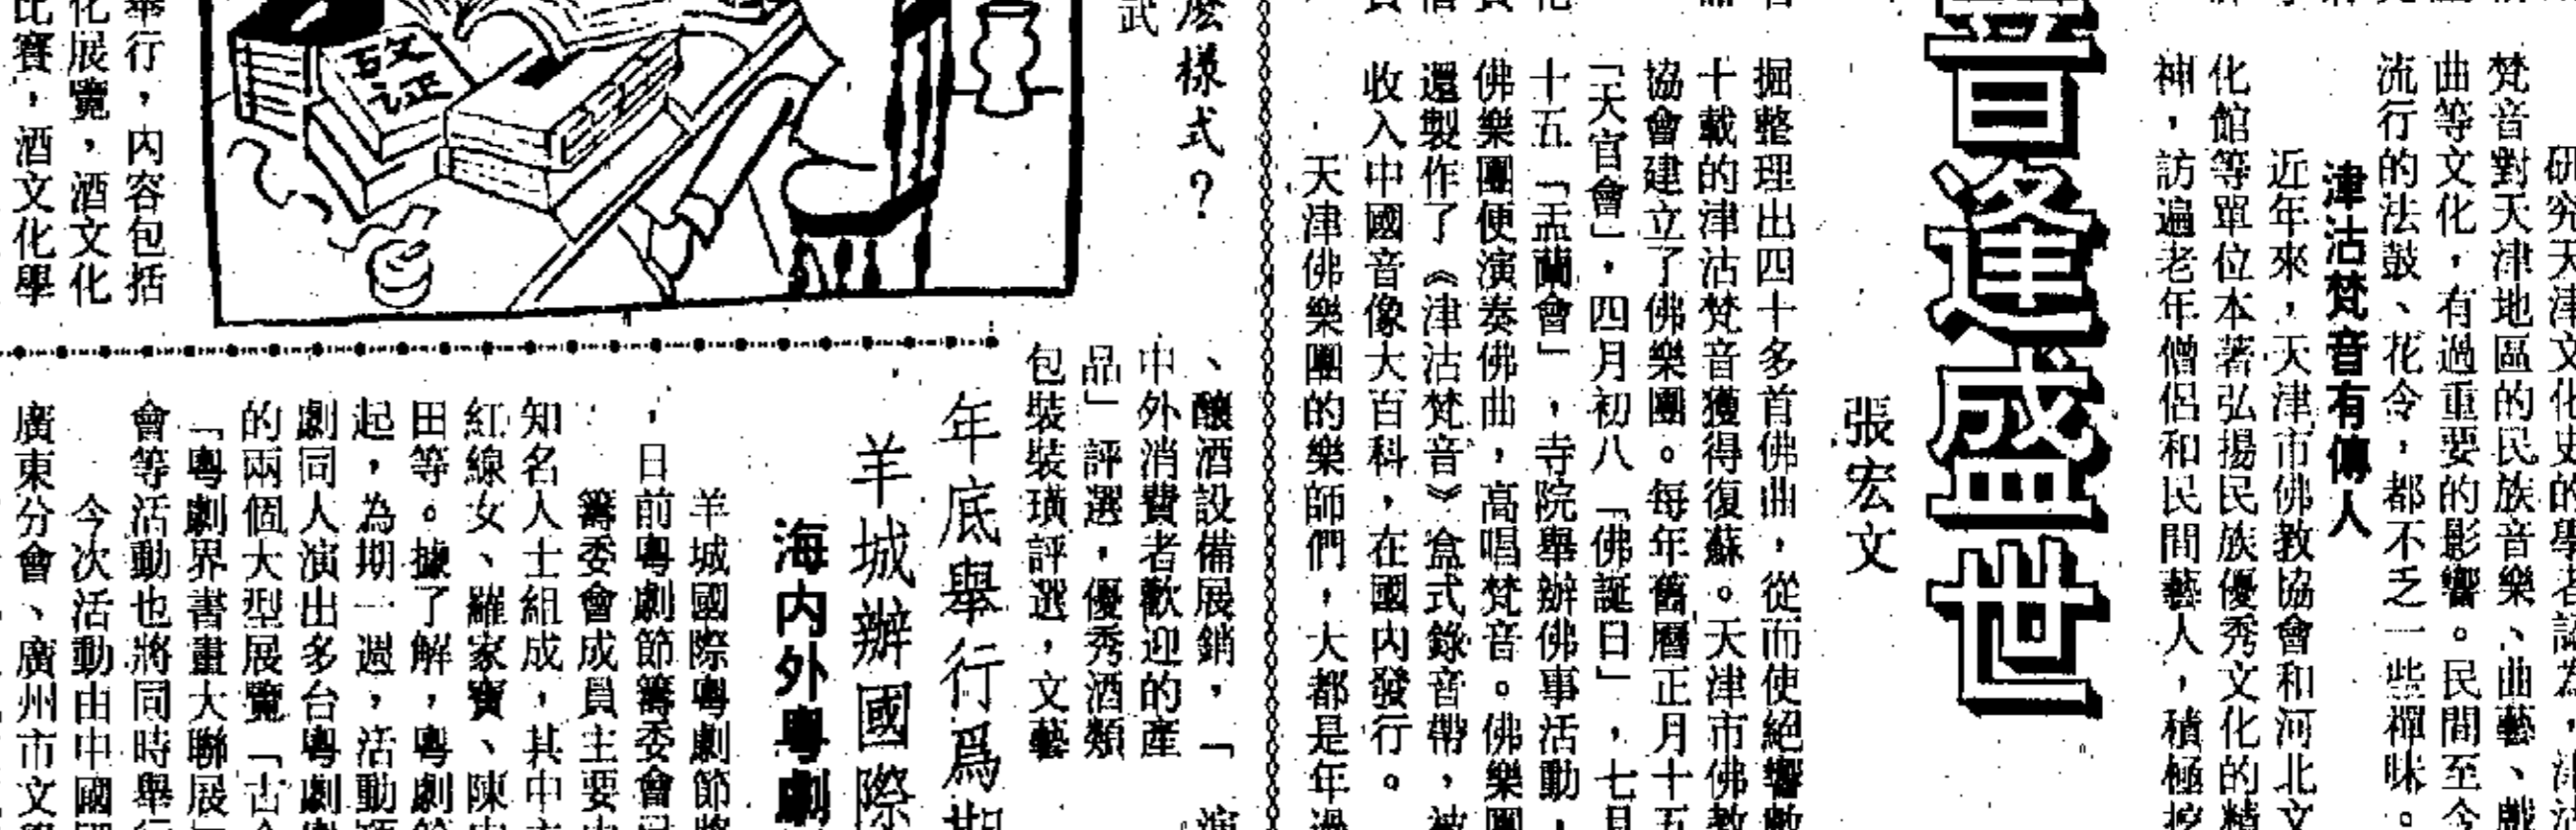 研究天津文化史的學者認為，津沽
梵音對天津地區的民族音樂、曲藝、戲
曲等文化，有過重要的影響。民間至今
流行的法鼓、花令，都不乏一些禪味。
津沽梵音有傳人
近年來，天津市佛教協會和河北文
化館等單位本著弘揚民族優秀文化的精
神，訪遍老年僧侶和民間藝人，積極挖
音逢盛世
張宏文
掘整理出四十多首佛曲，從而使絕響數
十載的津沽梵音獲得復蘇。天津市佛教
協會建立了佛樂團。每年舊曆正月十五
「天官會」，四月初八「佛誕日」，七月
十五「盂蘭會」，寺院舉辦佛事活動，
佛樂團便演奏佛曲，高唱梵音。佛樂團
還製作了《津沽梵音》盒式錄音帶，被
收入中國音像大百科，在國內發行。
天津佛樂團的樂師們，大都是年過
麽樣式？
武
考证
舉行，內容包括
化展覽，酒文化
比賽，酒文化學
、釀酒設備展銷，「
中外消費者歡迎的產
品」評選，優秀酒類
包裝裝璜評選，文藝
年底舉行爲期
羊城辦國際
海內外粵劇
羊城國際粵劇節將
，日前粵劇節籌委會已
籌委會成員主要由
知名人士組成，其中主
紅線女、羅家寶、陳
田等。據了解，粵劇節
起，為期一週，活動項
劇同人演出多台粵劇
的兩個大型展覽「古今
「粵劇界書畫大聯展」
會等活動也將同時舉行
今次活動由中國
廣東分會、廣州市文學